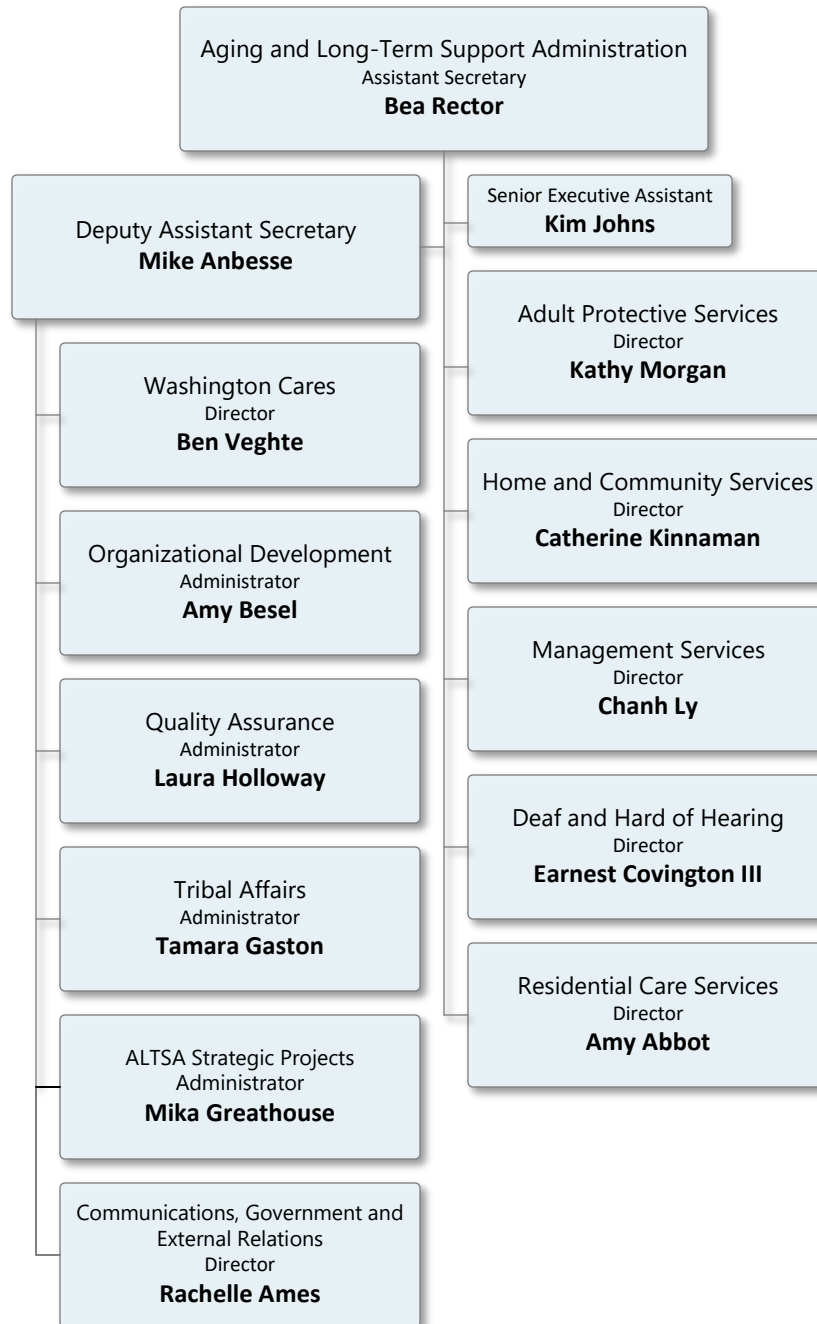 Aging and Long-Term Support Administration
Assistant Secretary
Bea Rector
Deputy Assistant Secretary
Mike Anbesse
Senior Executive Assistant
Kim Johns
Washington Cares
Director
Ben Veghte
Organizational Development
Administrator
Amy Besel
Quality Assurance
Administrator
Laura Holloway
Tribal Affairs
Administrator
Tamara Gaston
ALTSA Strategic Projects
Administrator
Mika Greathouse
Communications, Government and
External Relations
Director
Rachelle Ames
Adult Protective Services
Director
Kathy Morgan
Home and Community Services
Director
Catherine Kinnaman
Management Services
Director
Chanh Ly
Deaf and Hard of Hearing
Director
Earnest Covington III
Residential Care Services
Director
Amy Abbot